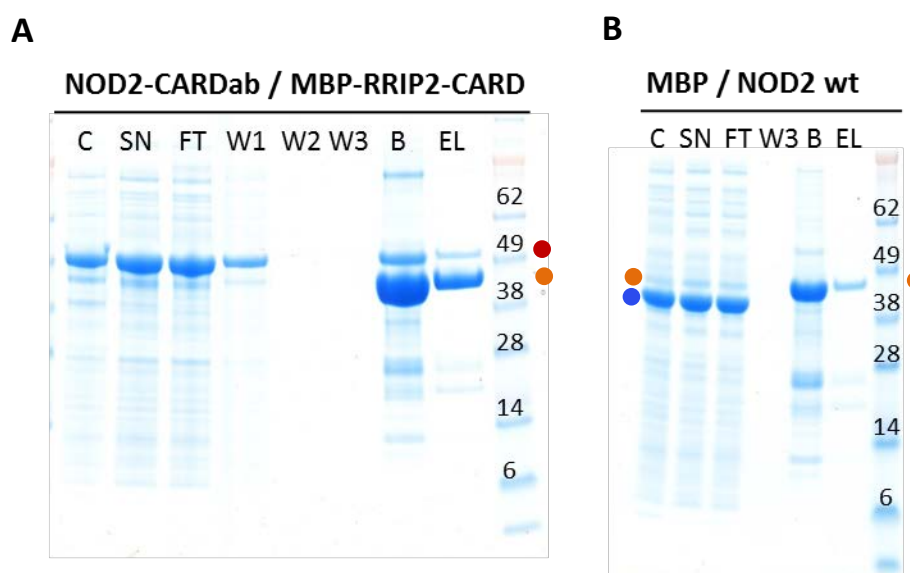 A
NOD2-CARDab / MBP-RRIP2-CARD
C SN FT W1 W2 W3 B EL
62
49
38
28
14
6
B
MBP / NOD2 wt
C SN FT W3 B EL
62
49
38
28
14
6